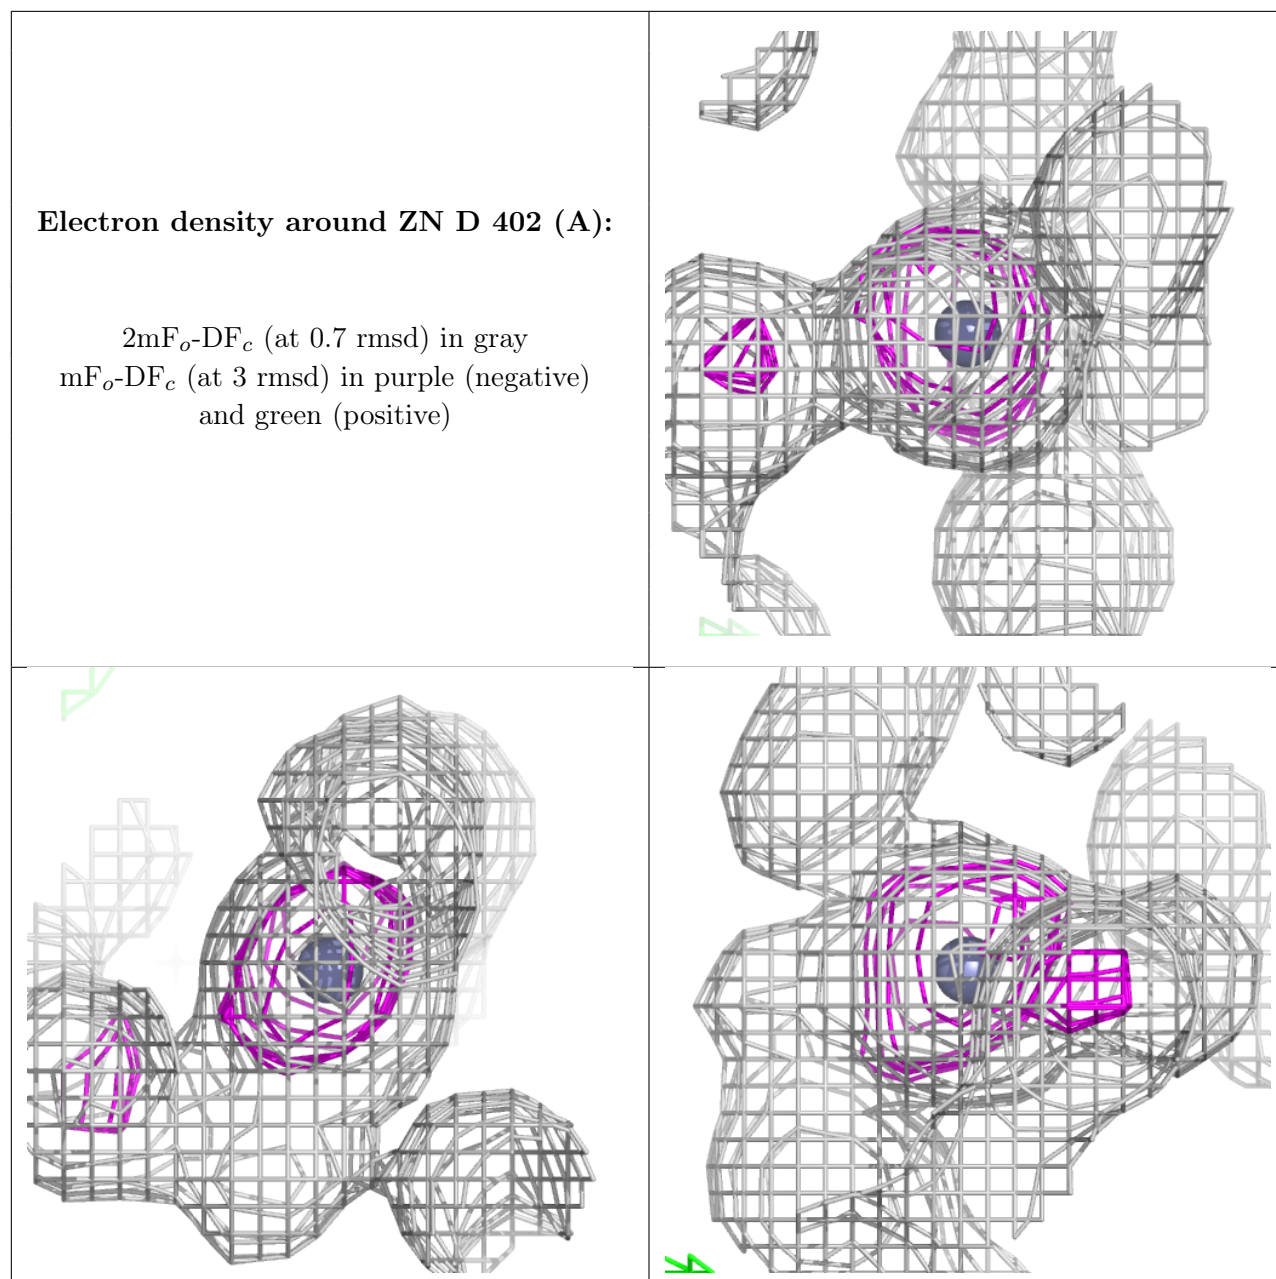 Electron density around ZN D 402 (A):
2mFo-DFc (at 0.7 rmsd) in gray
mFo-DFc (at 3 rmsd) in purple (negative)
and green (positive)